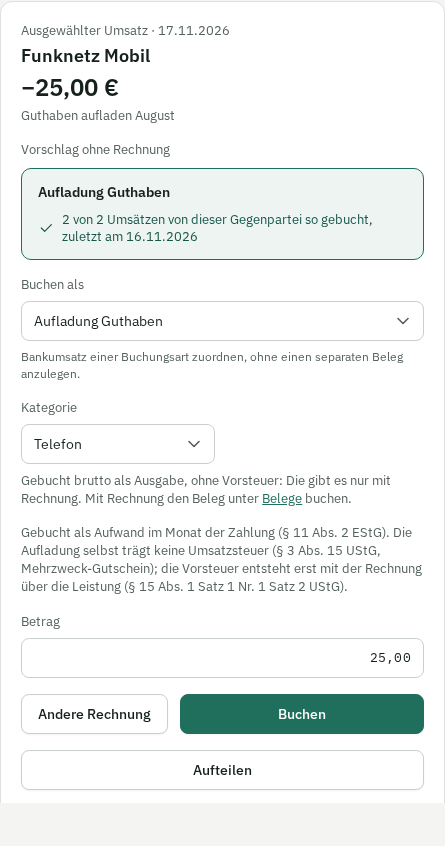 Ausgewählter Umsatz · 17.11.2026
Funknetz Mobil
−25,00 €
Guthaben aufladen August
Vorschlag ohne Rechnung
Aufladung Guthaben
2 von 2 Umsätzen von dieser Gegenpartei so gebucht,
zuletzt am 16.11.2026
Buchen als
Aufladung Guthaben
Bankumsatz einer Buchungsart zuordnen, ohne einen separaten Beleg
anzulegen.
Kategorie
Telefon
Gebucht brutto als Ausgabe, ohne Vorsteuer: Die gibt es nur mit
Rechnung. Mit Rechnung den Beleg unter Belege buchen.
Gebucht als Aufwand im Monat der Zahlung (§ 11 Abs. 2 EStG). Die
Aufladung selbst trägt keine Umsatzsteuer (§ 3 Abs. 15 UStG,
Mehrzweck-Gutschein); die Vorsteuer entsteht erst mit der Rechnung
über die Leistung (§ 15 Abs. 1 Satz 1 Nr. 1 Satz 2 UStG).
Betrag
25,00
Andere Rechnung
Buchen
Aufteilen